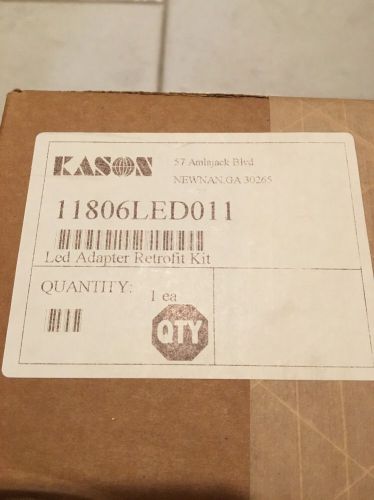 KASON
57 Amlajack Blvd
NEWNAN,GA 30265
11806LED011
Led Adapter Retrofit Kit
QUANTITY:
1 ea
QTY